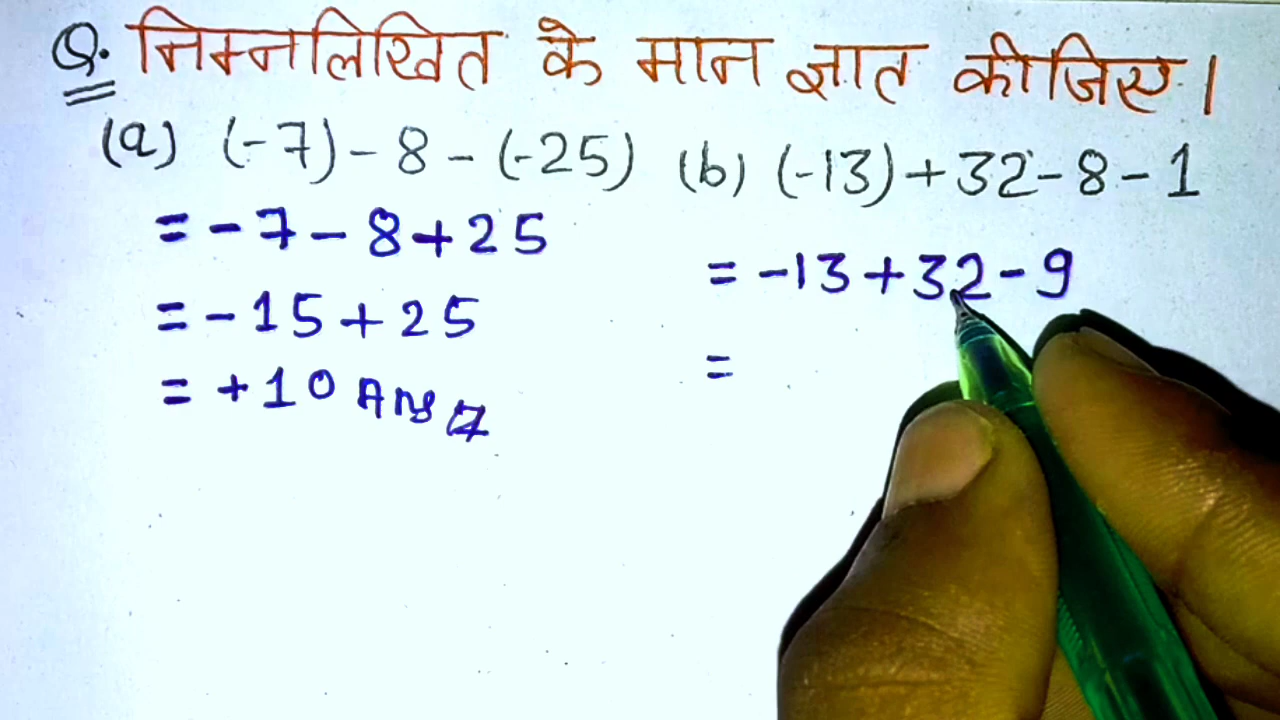 Q. निम्नलिखित के मान ज्ञात कीजिए।
(a) (-7) - 8 - (-25) (b) (-13) + 32 - 8 - 1
= - 7 - 8 + 25
= - 15 + 25
= + 10 Ans
= -13 + 32 - 9
=